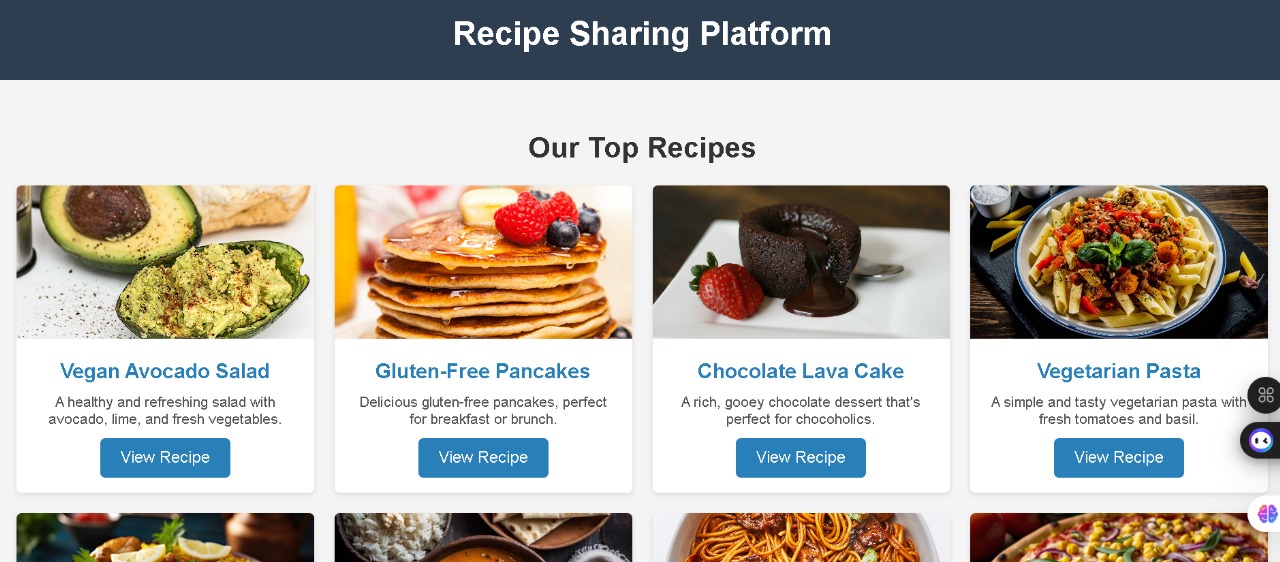 Recipe Sharing Platform
Our Top Recipes
Vegan Avocado Salad
A healthy and refreshing salad with
avocado, lime, and fresh vegetables.
View Recipe
Gluten-Free Pancakes
Delicious gluten-free pancakes, perfect
for breakfast or brunch.
View Recipe
Chocolate Lava Cake
A rich, gooey chocolate dessert that's
perfect for chocoholics.
View Recipe
Vegetarian Pasta
A simple and tasty vegetarian pasta with
fresh tomatoes and basil.
View Recipe